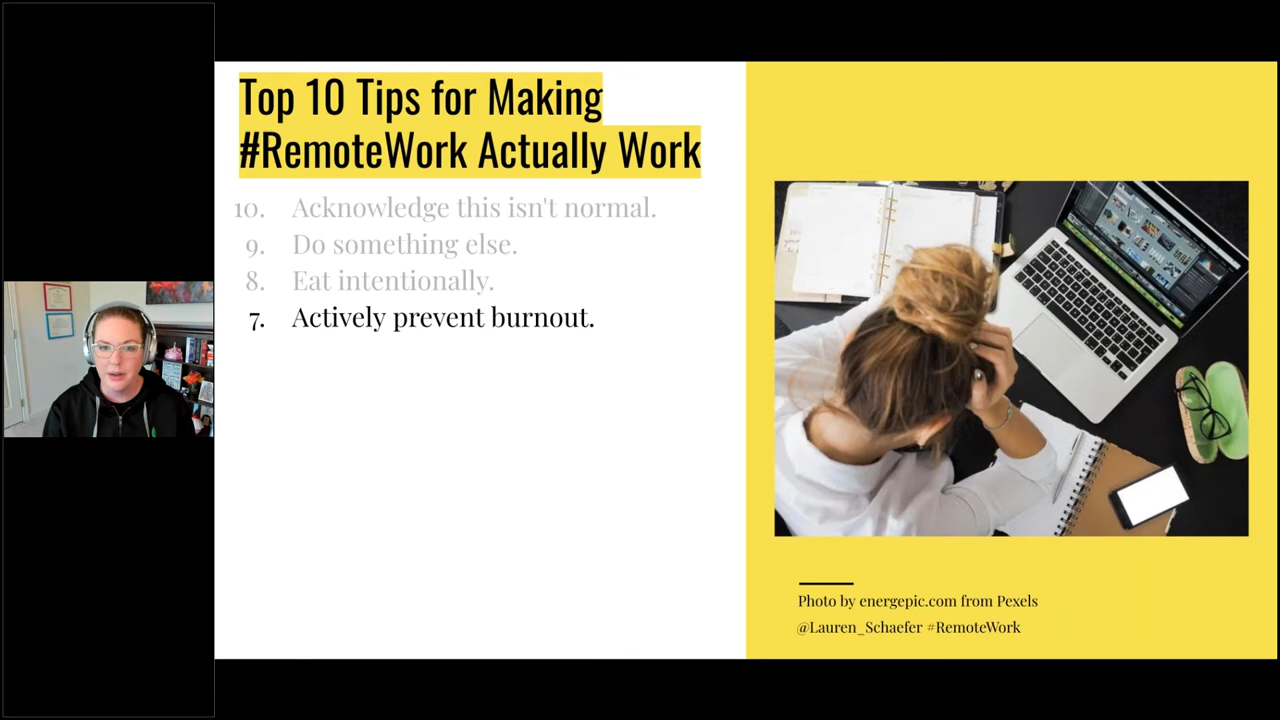 Top 10 Tips for Making
#RemoteWork Actually Work
10. Acknowledge this isn't normal.
9. Do something else.
8. Eat intentionally.
7. Actively prevent burnout.
Photo by energepic.com from Pexels
@Lauren_Schaefer #RemoteWork